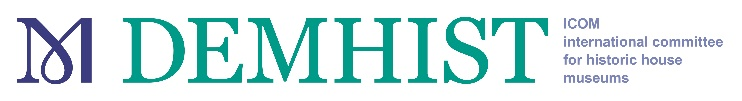 M DEMHIST
ICOM
international committee
for historic house
museums